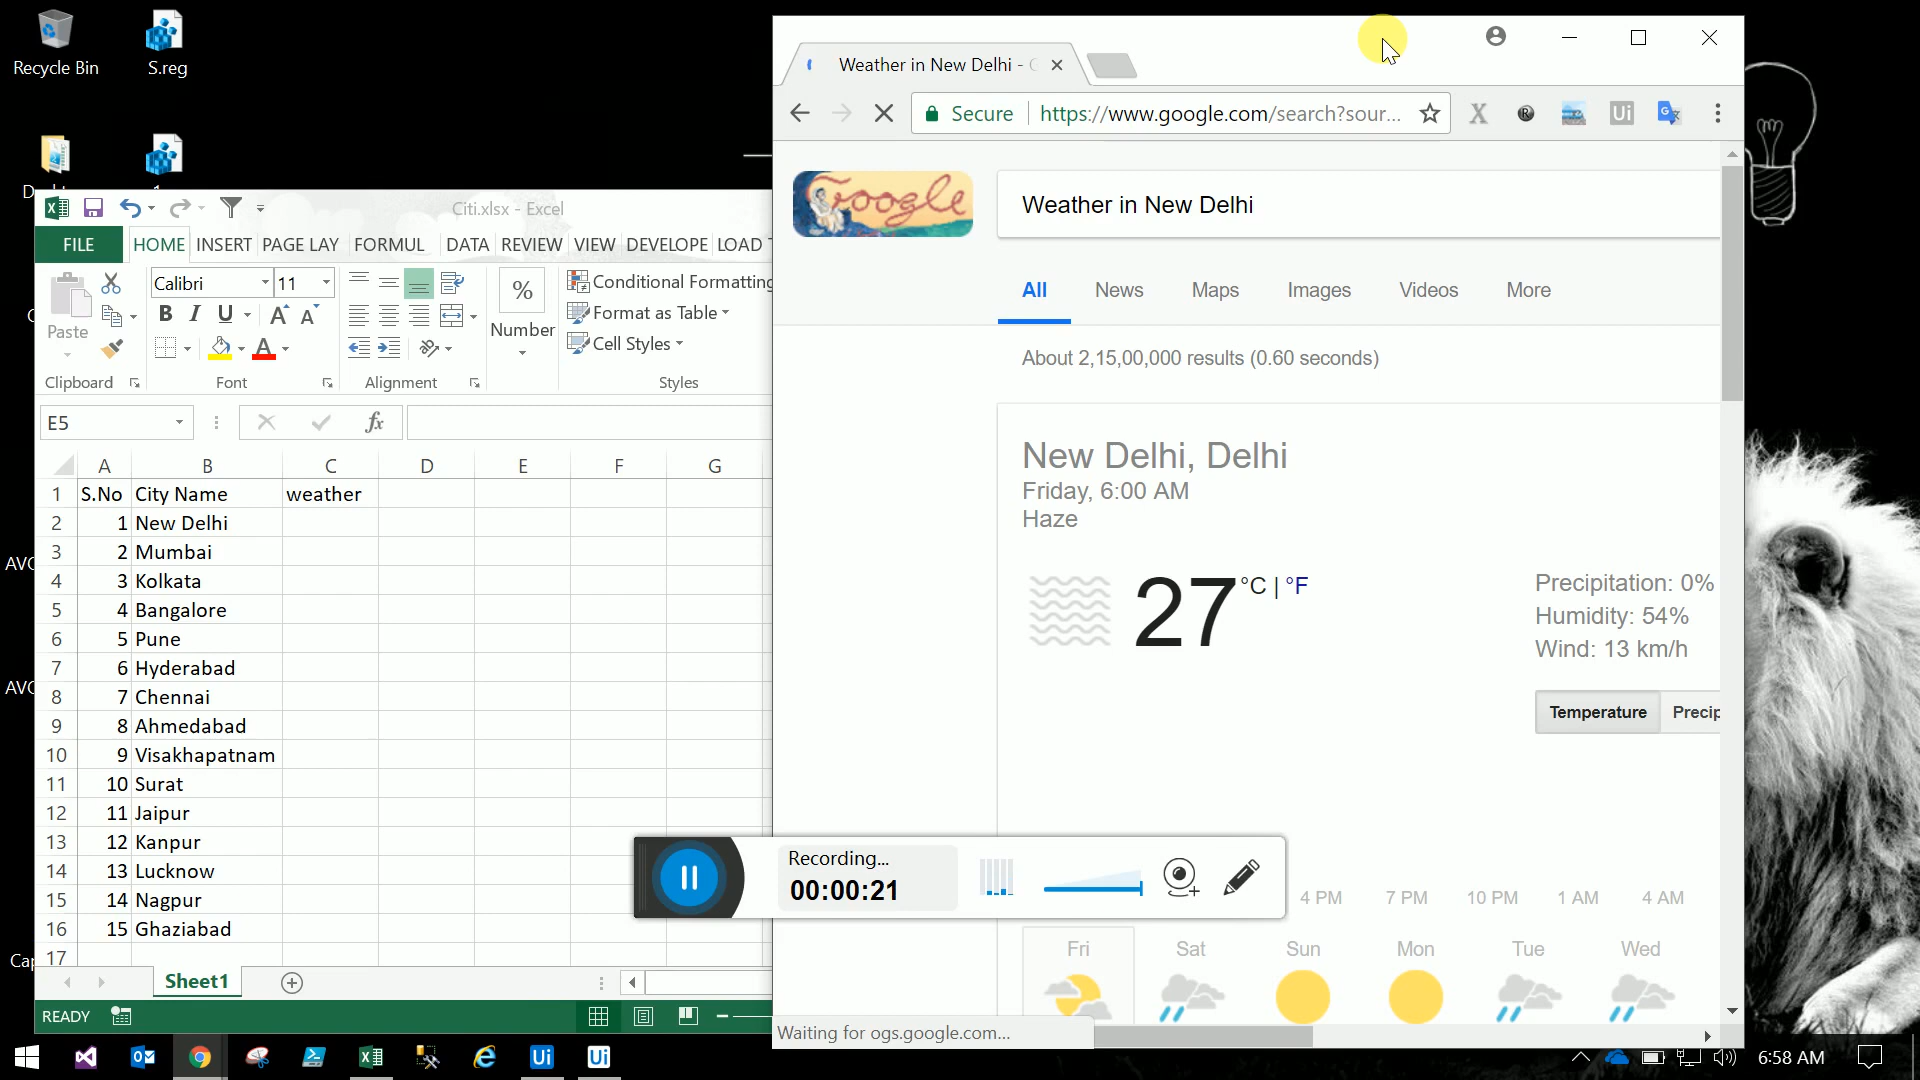 Recycle Bin
S.reg
Citi.xlsx - Excel
FILE HOME INSERT PAGE LAY FORMUL DATA REVIEW VIEW DEVELOPE LOAD
Paste
Calibri 11
B I U
%
Number
Conditional Formatting
Format as Table
Cell Styles
Clipboard Font Alignment Styles
E5
fx
A B C D E F G
1 S.No City Name weather
2 1 New Delhi
3 2 Mumbai
4 3 Kolkata
5 4 Bangalore
6 5 Pune
7 6 Hyderabad
8 7 Chennai
9 8 Ahmedabad
10 9 Visakhapatnam
11 10 Surat
12 11 Jaipur
13 12 Kanpur
14 13 Lucknow
15 14 Nagpur
16 15 Ghaziabad
17
Sheet1
READY
Weather in New Delhi -
Secure https://www.google.com/search?sour...
Google
Weather in New Delhi
All News Maps Images Videos More
About 2,15,00,000 results (0.60 seconds)
New Delhi, Delhi
Friday, 6:00 AM
Haze
27 °C | °F
Precipitation: 0%
Humidity: 54%
Wind: 13 km/h
Temperature Precip
Recording...
00:00:21
4 PM 7 PM 10 PM 1 AM 4 AM
Fri Sat Sun Mon Tue Wed
Waiting for ogs.google.com...
6:58 AM